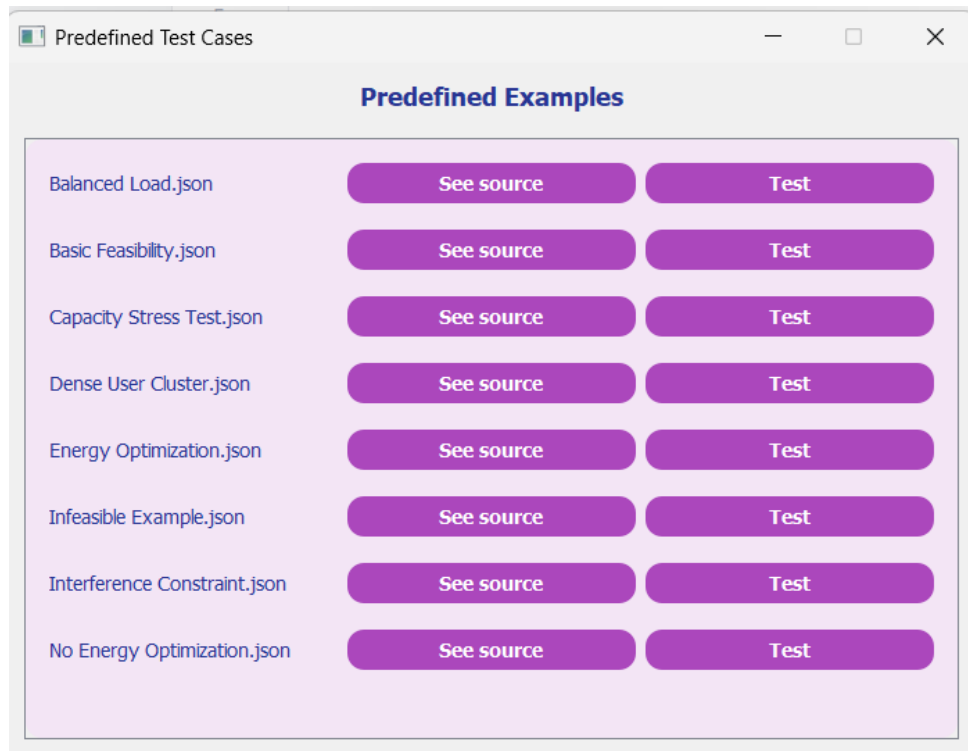 Predefined Test Cases
Predefined Examples
Balanced Load.json See source Test
Basic Feasibility.json See source Test
Capacity Stress Test.json See source Test
Dense User Cluster.json See source Test
Energy Optimization.json See source Test
Infeasible Example.json See source Test
Interference Constraint.json See source Test
No Energy Optimization.json See source Test